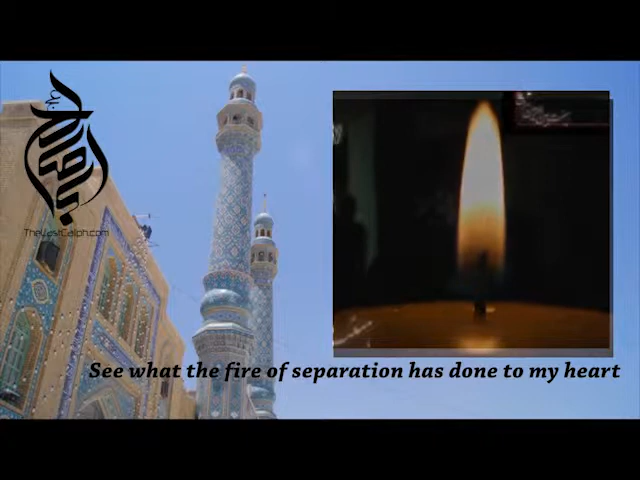 TheLastCaliph.com
See what the fire of separation has done to my heart